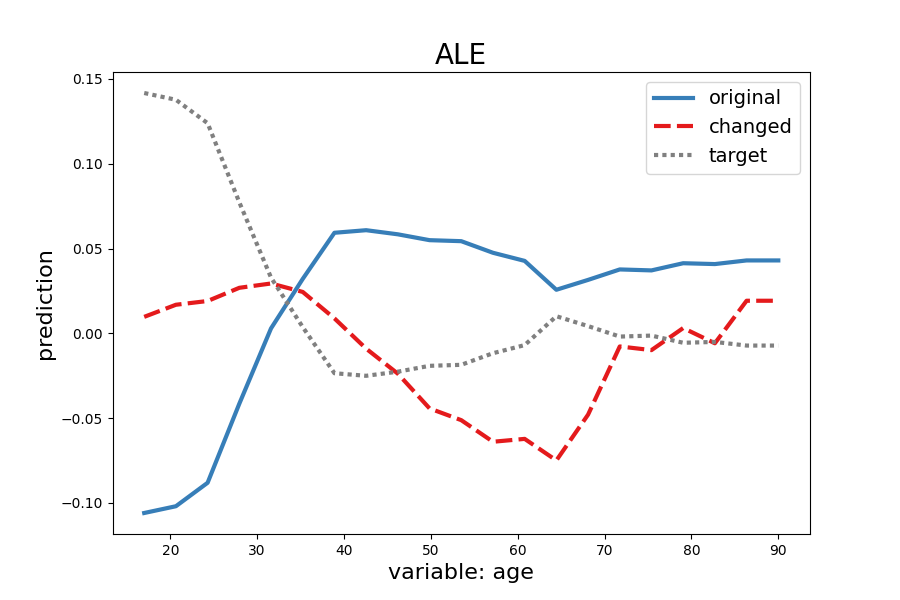 ALE
0.15
0.10
0.05
0.00
−0.05
−0.10
prediction
original
changed
target
20 30 40 50 60 70 80 90
variable: age